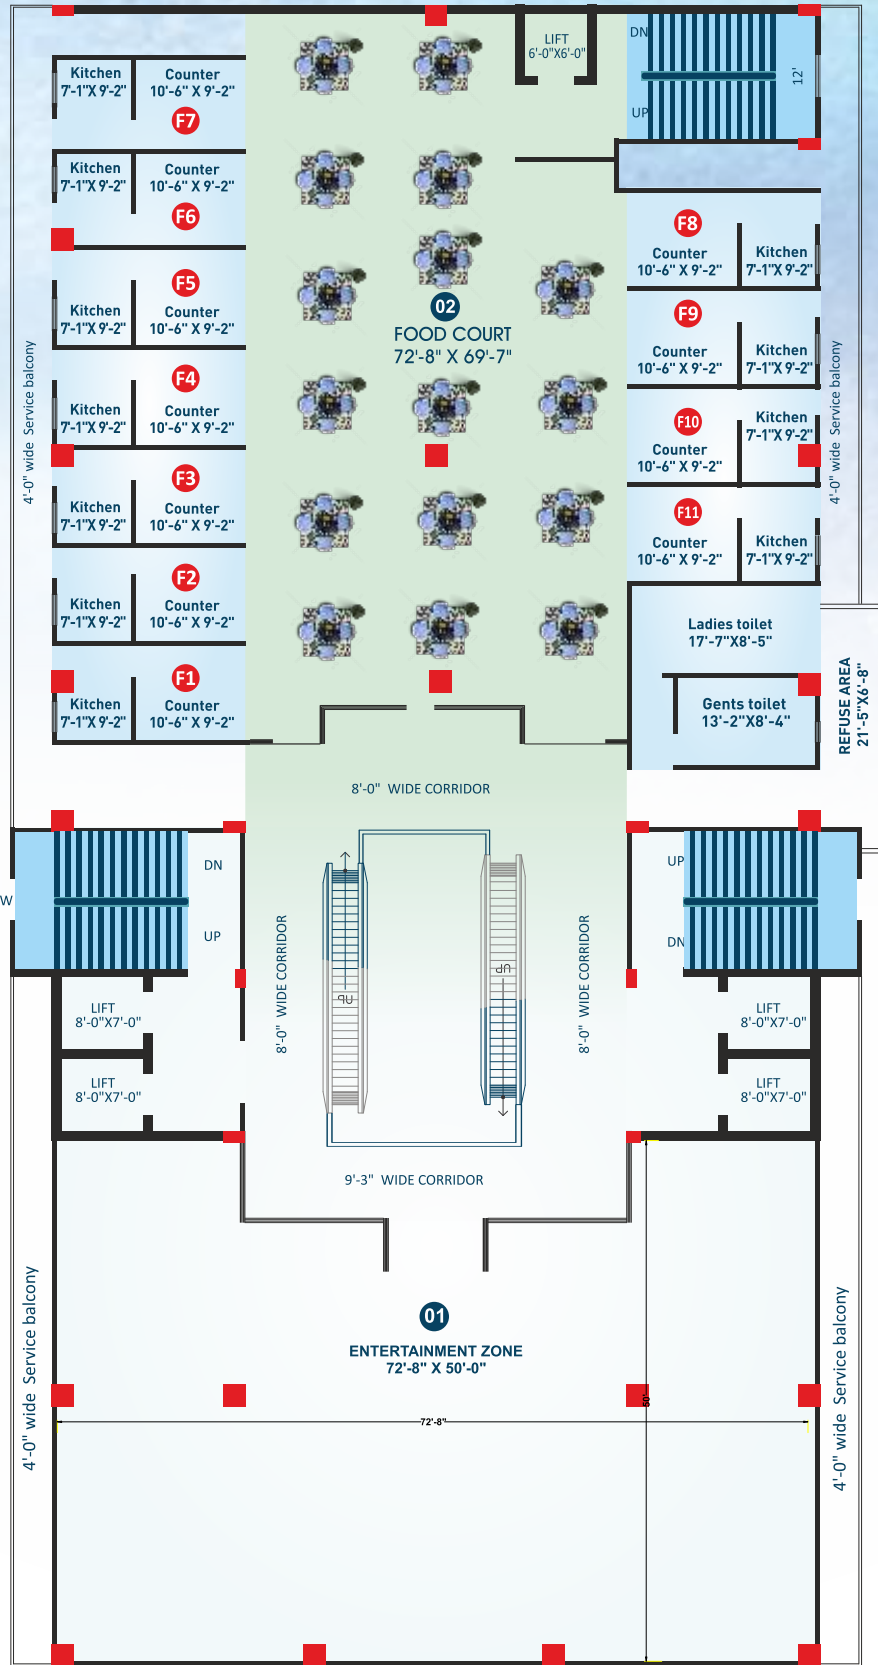 LIFT
6'-0"X6'-0"
DN
UP
12'
Kitchen
7'-1"X 9'-2"
Counter
10'-6" X 9'-2"
F7
Kitchen
7'-1"X 9'-2"
Counter
10'-6" X 9'-2"
F6
F5
Kitchen
7'-1"X 9'-2"
Counter
10'-6" X 9'-2"
F4
Kitchen
7'-1"X 9'-2"
Counter
10'-6" X 9'-2"
F3
Kitchen
7'-1"X 9'-2"
Counter
10'-6" X 9'-2"
F2
Kitchen
7'-1"X 9'-2"
Counter
10'-6" X 9'-2"
F1
Kitchen
7'-1"X 9'-2"
Counter
10'-6" X 9'-2"
4'-0" wide Service balcony
02
FOOD COURT
72'-8" X 69'-7"
F8
Counter
10'-6" X 9'-2"
Kitchen
7'-1"X 9'-2"
F9
Counter
10'-6" X 9'-2"
Kitchen
7'-1"X 9'-2"
F10
Counter
10'-6" X 9'-2"
Kitchen
7'-1"X 9'-2"
F11
Counter
10'-6" X 9'-2"
Kitchen
7'-1"X 9'-2"
4'-0" wide Service balcony
Ladies toilet
17'-7"X8'-5"
Gents toilet
13'-2"X8'-4"
REFUSE AREA
21'-5"X6'-8"
8'-0" WIDE CORRIDOR
DN
UP
W
UP
DN
8'-0" WIDE CORRIDOR
UP
UP
8'-0" WIDE CORRIDOR
LIFT
8'-0"X7'-0"
LIFT
8'-0"X7'-0"
LIFT
8'-0"X7'-0"
LIFT
8'-0"X7'-0"
9'-3" WIDE CORRIDOR
01
ENTERTAINMENT ZONE
72'-8" X 50'-0"
4'-0" wide Service balcony
4'-0" wide Service balcony
50'
72'-8"